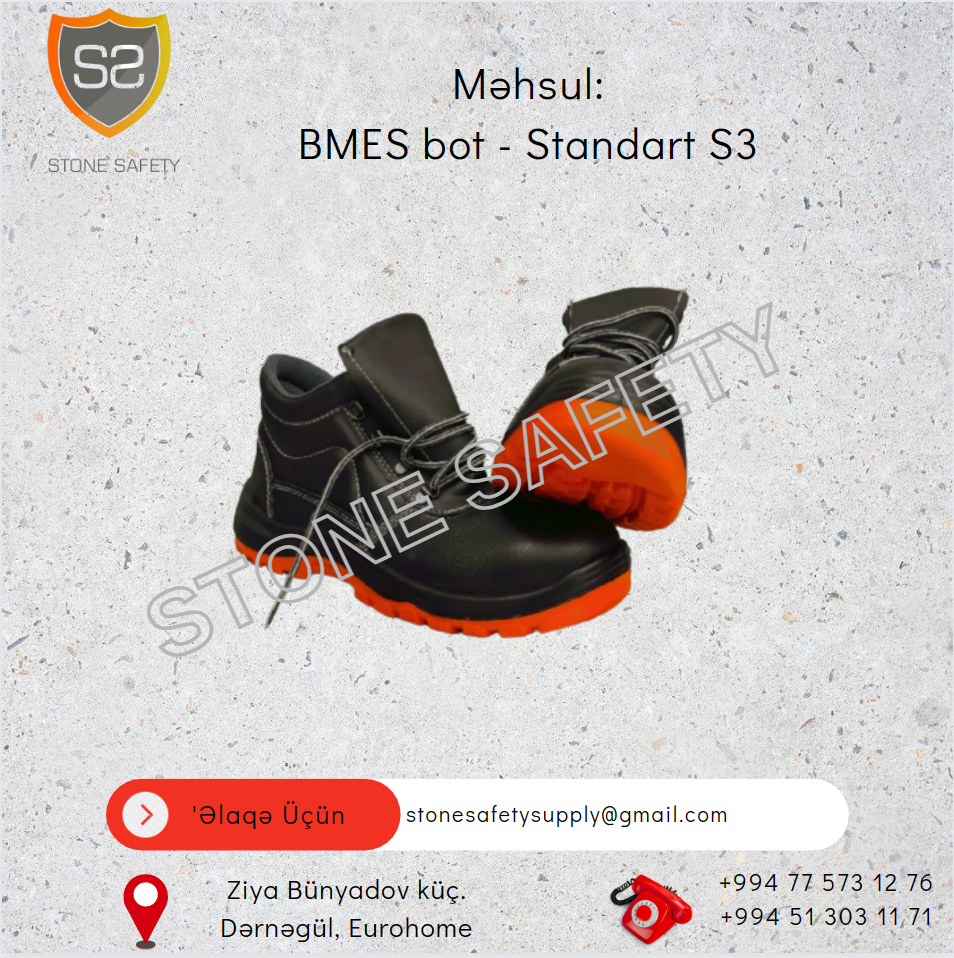 SS
STONE SAFETY
Məhsul:
BMES bot - Standart S3
STONE SAFETY
'Əlaqə Üçün
stonesafetysupply@gmail.com
Ziya Bünyadov küç.
Dərnəgül, Eurohome
+994 77 573 12 76
+994 51 303 11 71